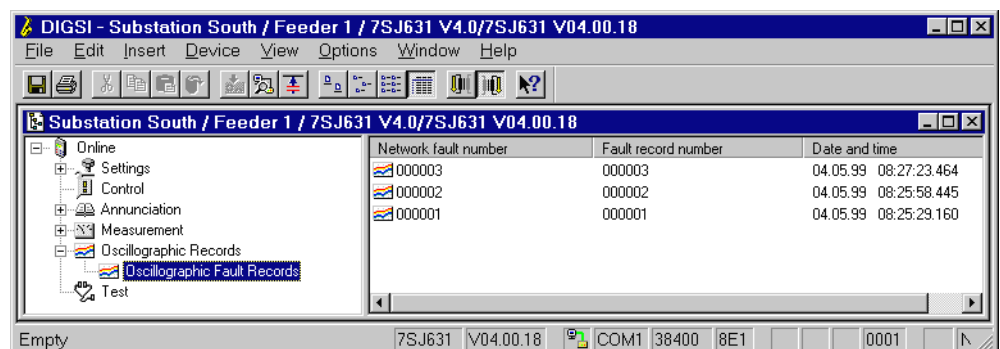 DIGSI - Substation South / Feeder 1 / 7SJ631 V4.0/7SJ631 V04.00.18
File Edit Insert Device View Options Window Help
Substation South / Feeder 1 / 7SJ631 V4.0/7SJ631 V04.00.18
Online
Settings
Control
Annunciation
Measurement
Oscillographic Records
Oscillographic Fault Records
Test
Network fault number Fault record number Date and time
000003 000003 04.05.99 08:27:23.464
000002 000002 04.05.99 08:25:58.445
000001 000001 04.05.99 08:25:29.160
Empty 7SJ631 V04.00.18 COM1 38400 8E1 0001